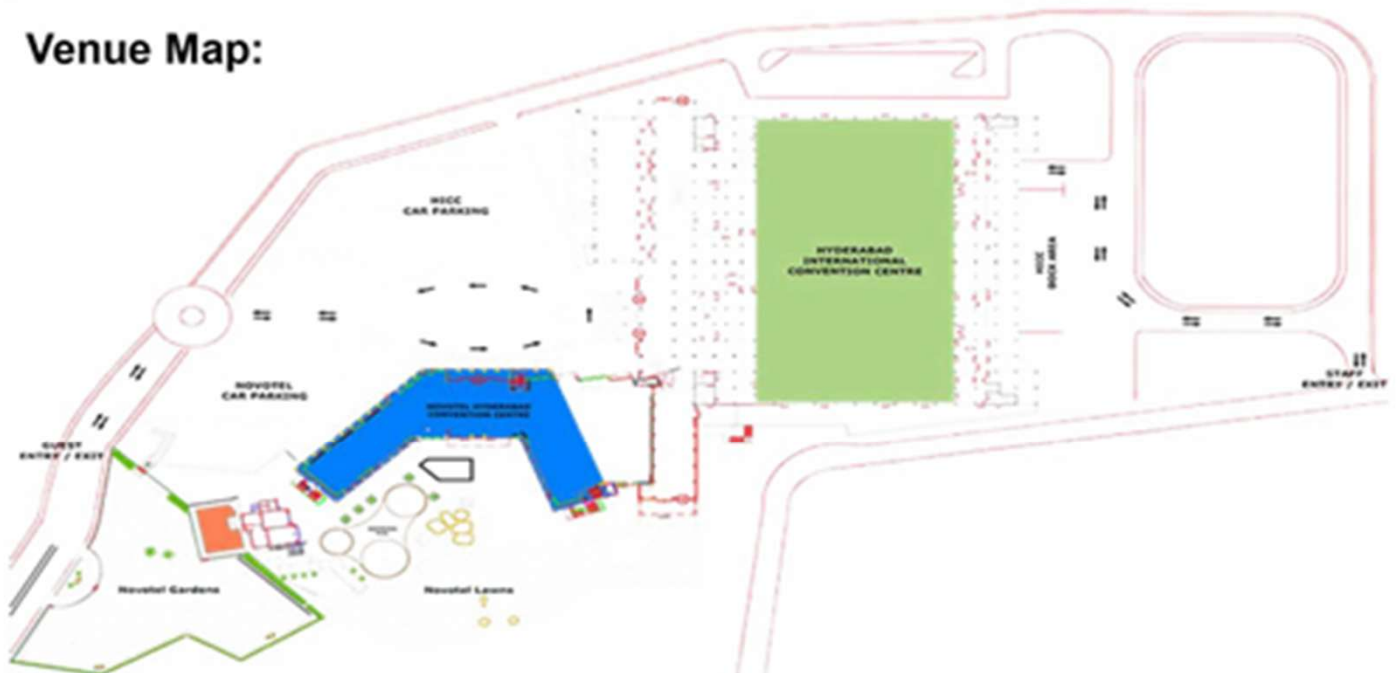 Venue Map:
HICC
CAR PARKING
HYDERABAD
INTERNATIONAL
CONVENTION CENTRE
HICC
DOCK AREA
NOVOTEL
CAR PARKING
NOVOTEL HYDERABAD
CONVENTION CENTRE
STAFF
ENTRY / EXIT
GUEST
ENTRY / EXIT
Novotel Gardens
Novotel Lawns